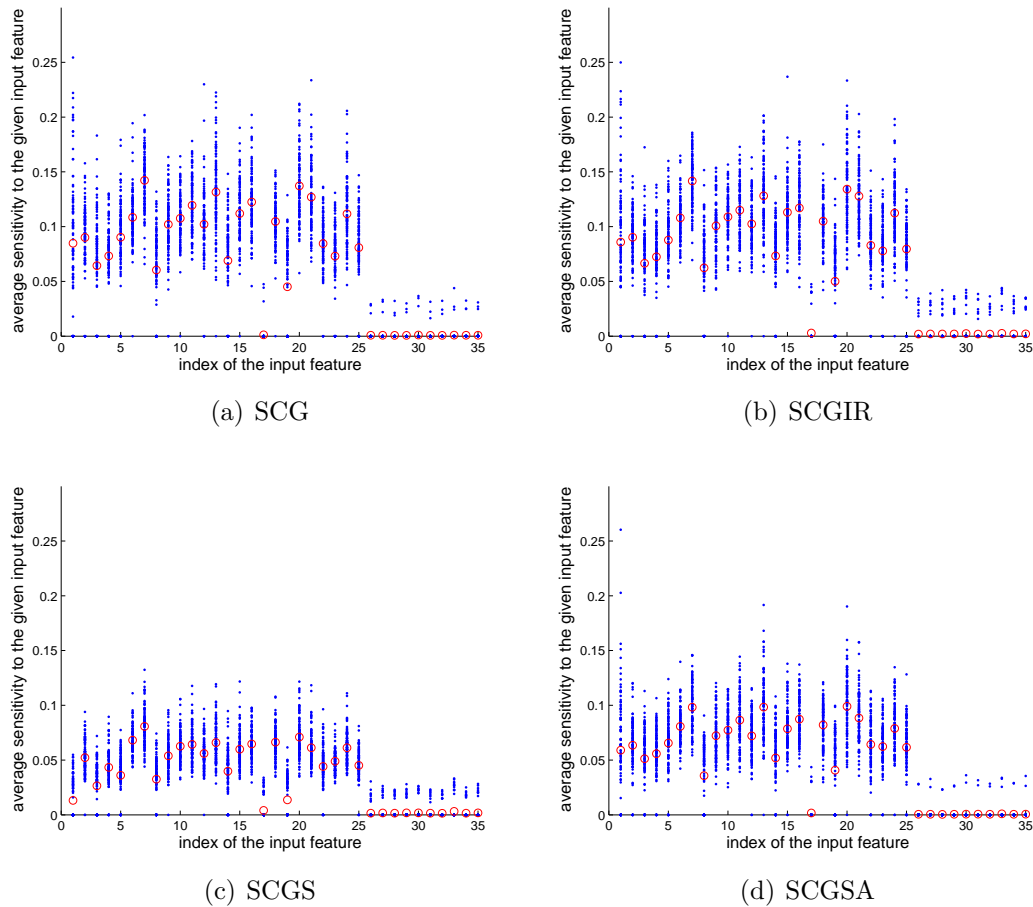 average sensitivity to the given input feature
0.25
0.2
0.15
0.1
0.05
0
0 5 10 15 20 25 30 35
index of the input feature
(a) SCG
average sensitivity to the given input feature
0.25
0.2
0.15
0.1
0.05
0
0 5 10 15 20 25 30 35
index of the input feature
(b) SCGIR
average sensitivity to the given input feature
0.25
0.2
0.15
0.1
0.05
0
0 5 10 15 20 25 30 35
index of the input feature
(c) SCGS
average sensitivity to the given input feature
0.25
0.2
0.15
0.1
0.05
0
0 5 10 15 20 25 30 35
index of the input feature
(d) SCGSA